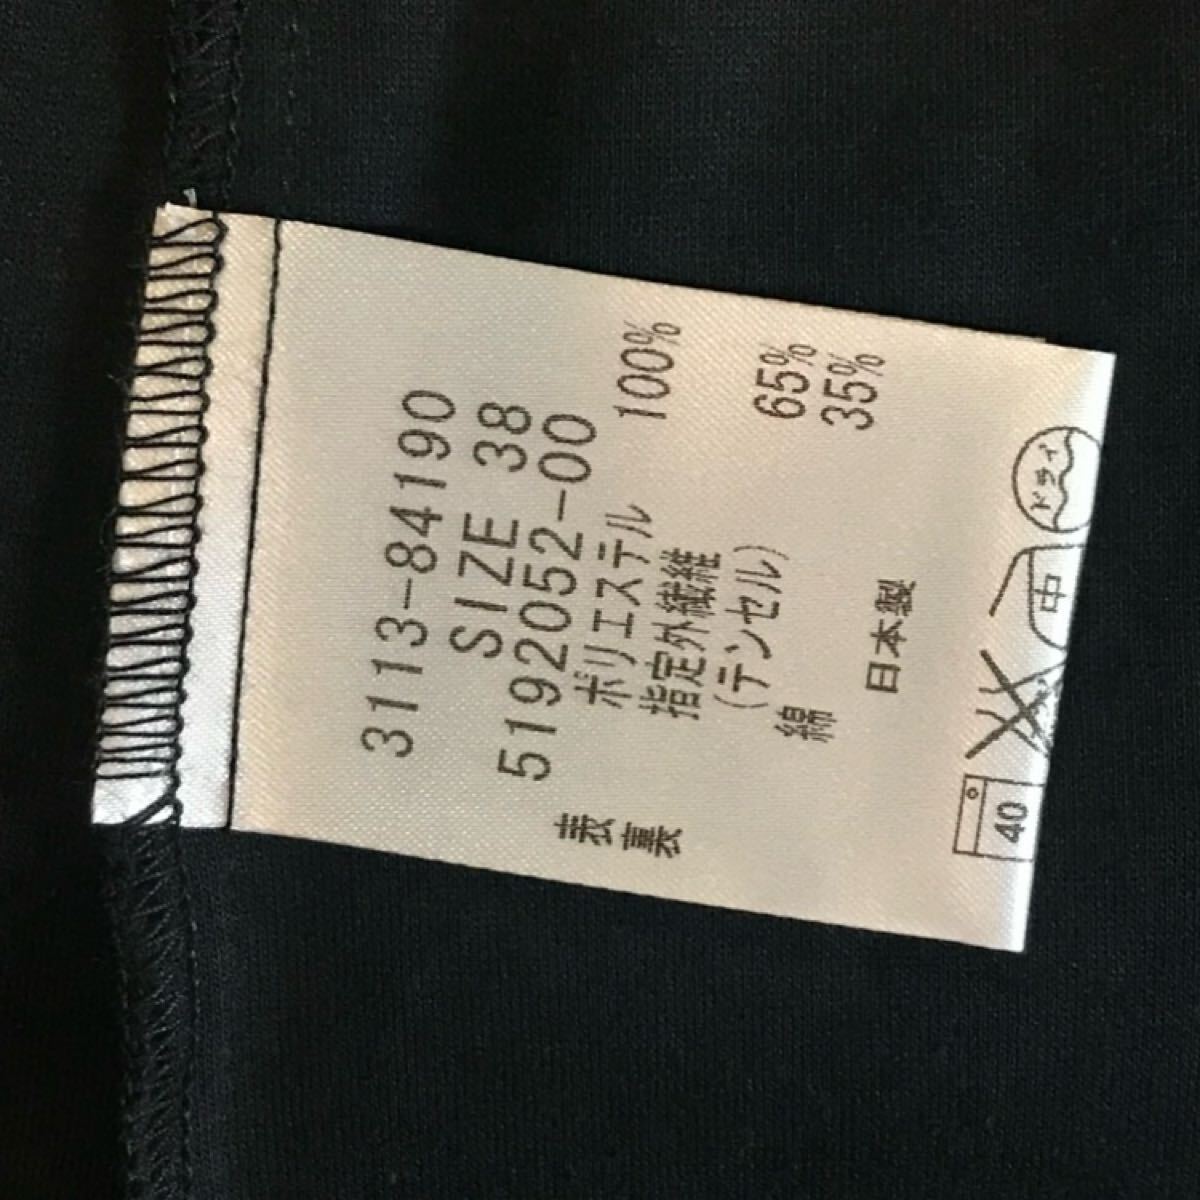 3113-84190
SIZE 38
5192052-00
表 ポリエステル 100%
裏 指定外繊維
(テンセル) 65%
綿 35%
日本製
40 中 ドライ